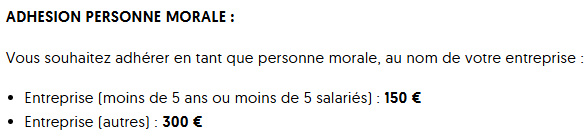 ADHESION PERSONNE MORALE :
Vous souhaitez adhérer en tant que personne morale, au nom de votre entreprise :
• Entreprise (moins de 5 ans ou moins de 5 salariés) : 150 €
• Entreprise (autres) : 300 €